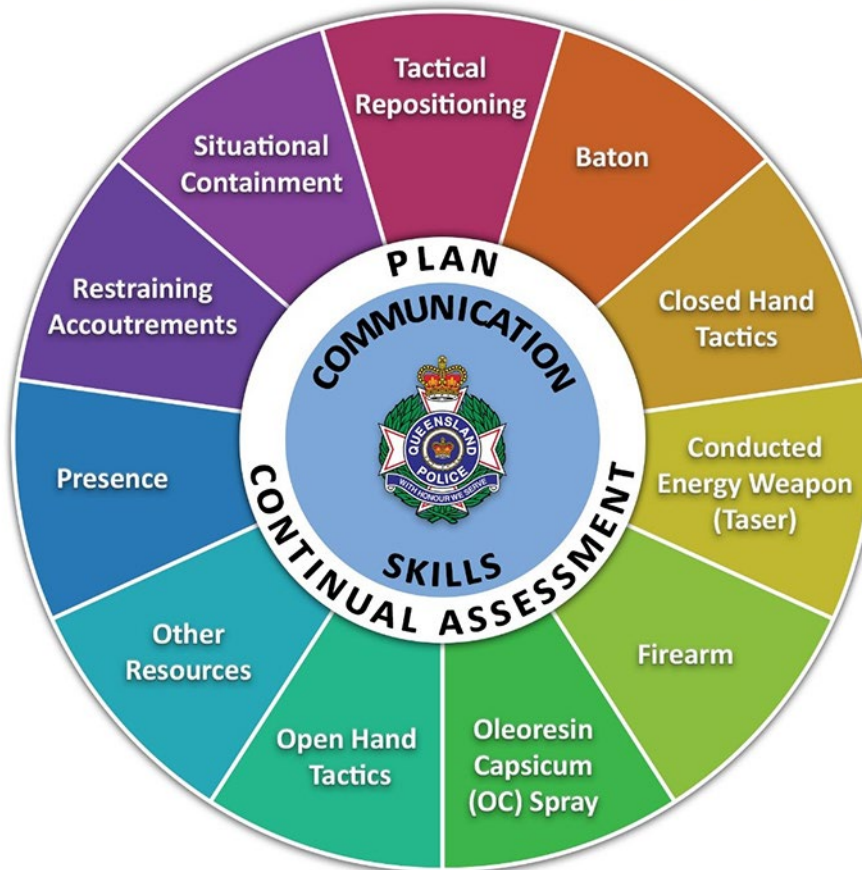 Tactical
Repositioning
Baton
Closed Hand
Tactics
Conducted
Energy Weapon
(Taser)
Firearm
Oleoresin
Capsicum
(OC) Spray
Open Hand
Tactics
Other
Resources
Presence
Restraining
Accoutrements
Situational
Containment
PLAN
CONTINUAL ASSESSMENT
COMMUNICATION
SKILLS
QUEENSLAND
POLICE
WITH HONOUR WE SERVE